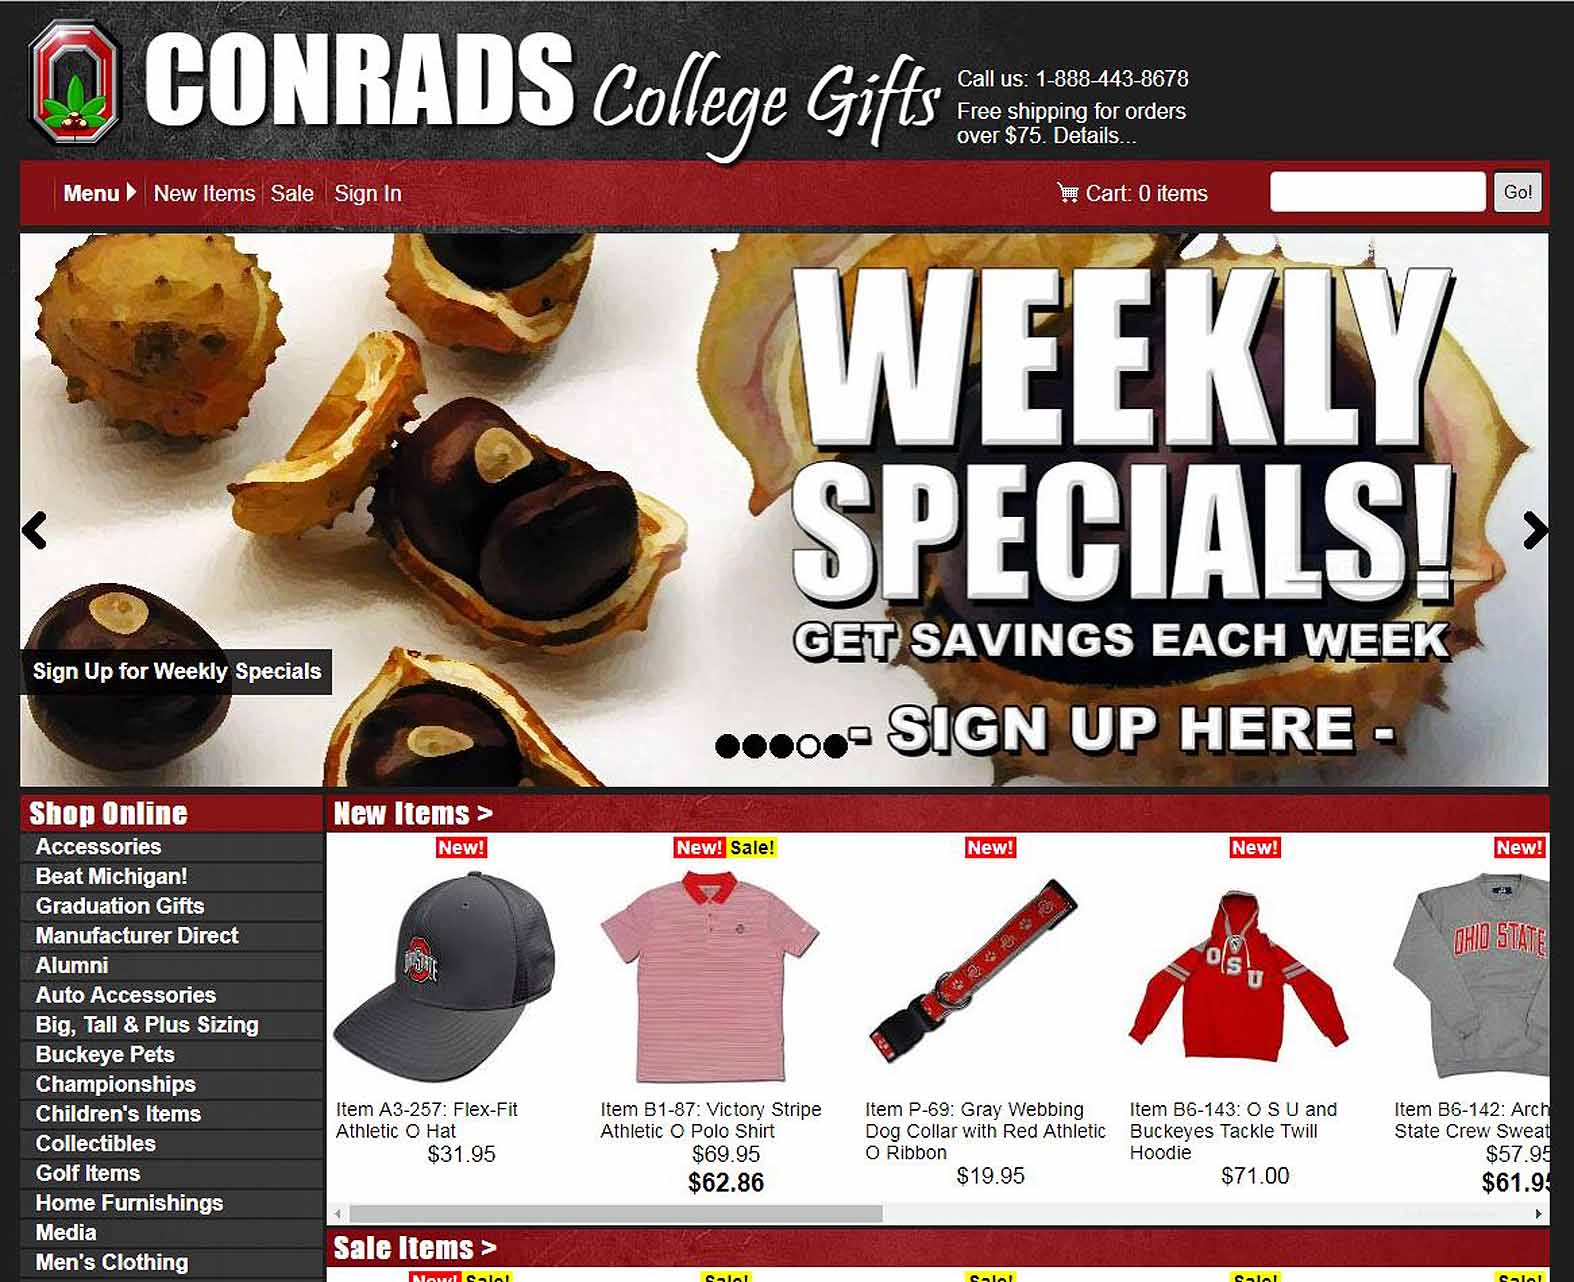 CONRADS College Gifts
Call us: 1-888-443-8678
Free shipping for orders
over $75. Details...
Menu
New Items
Sale
Sign In
Cart: 0 items
Go!
WEEKLY
SPECIALS!
GET SAVINGS EACH WEEK
- SIGN UP HERE -
Sign Up for Weekly Specials
Shop Online
Accessories
Beat Michigan!
Graduation Gifts
Manufacturer Direct
Alumni
Auto Accessories
Big, Tall & Plus Sizing
Buckeye Pets
Championships
Children's Items
Collectibles
Golf Items
Home Furnishings
Media
Men's Clothing
New Items >
New!
OHIO STATE
Item A3-257: Flex-Fit
Athletic O Hat
$31.95
New! Sale!
Item B1-87: Victory Stripe
Athletic O Polo Shirt
$69.95
$62.86
New!
Item P-69: Gray Webbing
Dog Collar with Red Athletic
O Ribbon
$19.95
New!
OSU
Item B6-143: O S U and
Buckeyes Tackle Twill
Hoodie
$71.00
New!
OHIO STATE
Item B6-142: Arch
State Crew Sweat
$57.95
$61.95
Sale Items >
New! Sale!
Sale!
Sale!
Sale!
Sale!